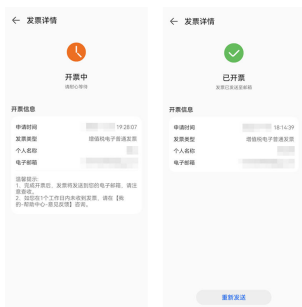 发票详情
开票中
请耐心等待
开票信息
申请时间 19:28:07
发票类型 增值税电子普通发票
个人名称
电子邮箱
温馨提示:
1、完成开票后，发票将发送到您的电子邮箱，请注
意查收。
2、如您在1个工作日内未收到发票，请在【我
的-帮助中心-意见反馈】咨询。
发票详情
已开票
发票已发送至邮箱
开票信息
申请时间 18:14:39
发票类型 增值税电子普通发票
个人名称
电子邮箱
重新发送